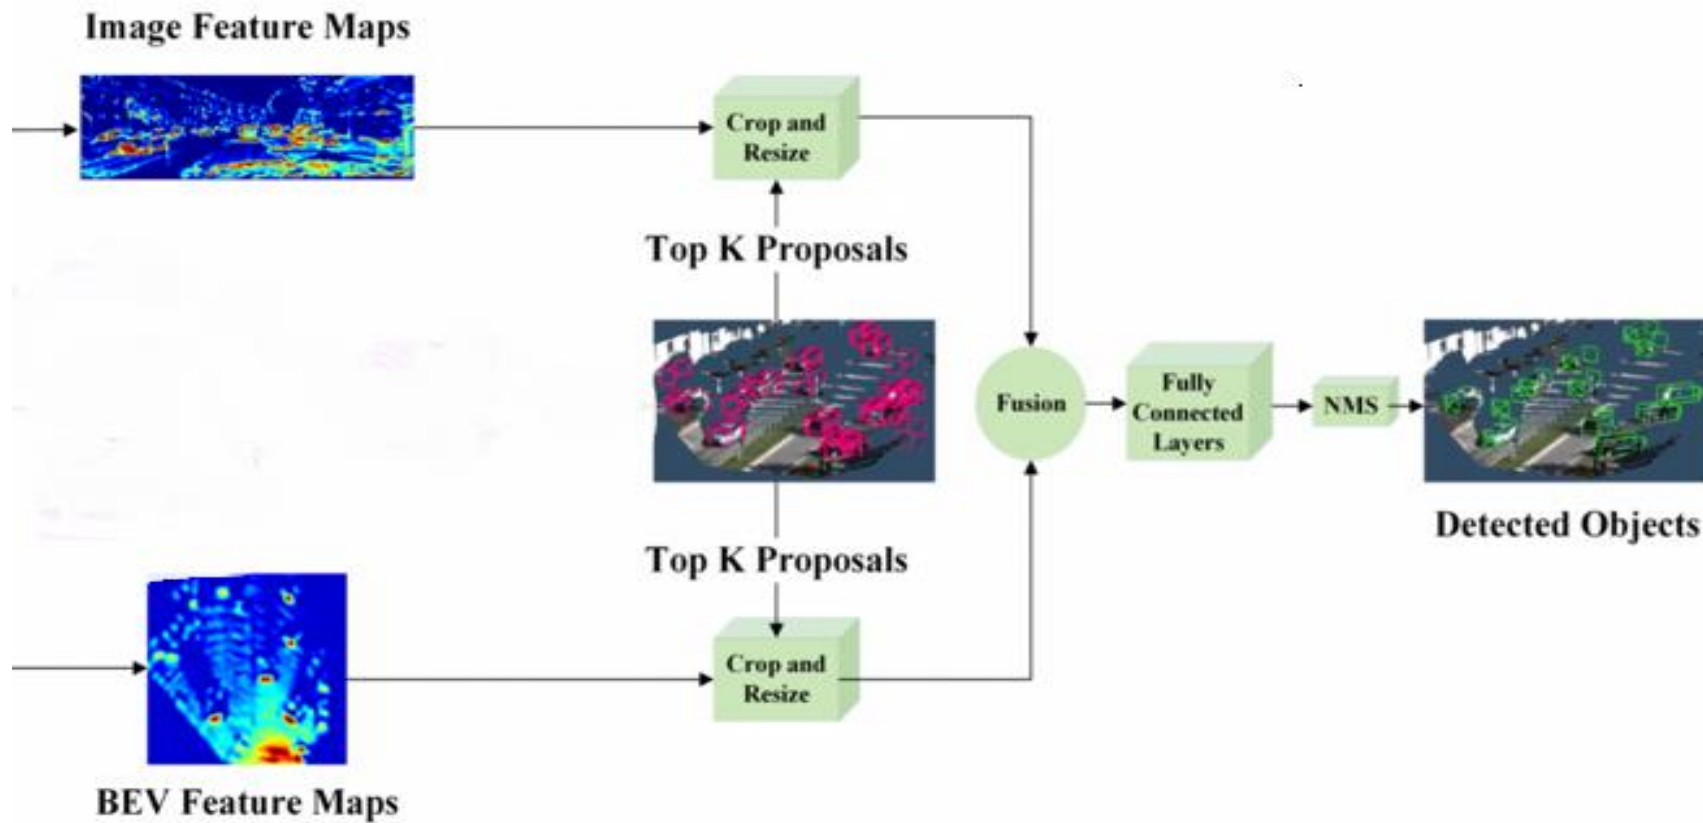 Image Feature Maps
Crop and
Resize
Top K Proposals
Fusion
Fully
Connected
Layers
NMS
Detected Objects
Top K Proposals
Crop and
Resize
BEV Feature Maps